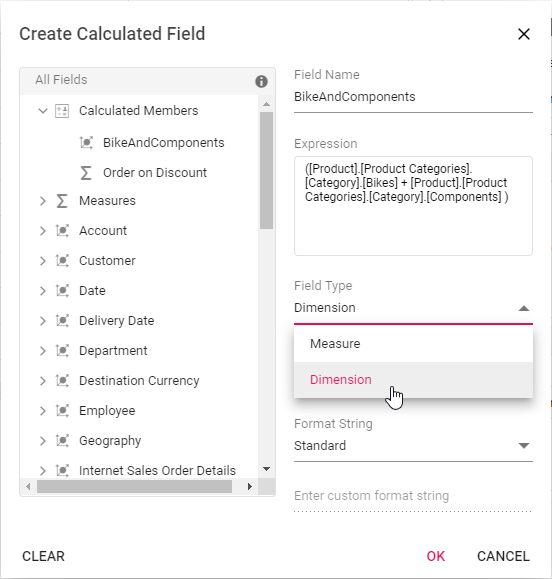 Create Calculated Field
All Fields
Calculated Members
BikeAndComponents
Order on Discount
Measures
Account
Customer
Date
Delivery Date
Department
Destination Currency
Employee
Geography
Internet Sales Order Details
Field Name
BikeAndComponents
Expression
([Product].[Product Categories].
[Category].[Bikes] + [Product].[Product
Categories].[Category].[Components] )
Field Type
Dimension
Measure
Dimension
Format String
Standard
Enter custom format string
CLEAR
OK
CANCEL